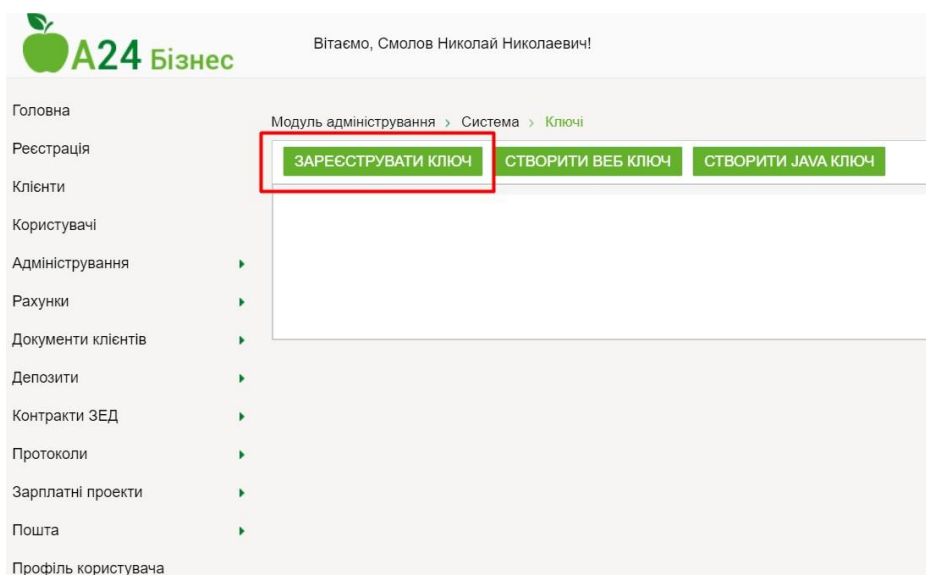 А24 Бізнес
Вітаємо, Смолов Николай Николаевич!
Головна
Реєстрація
Клієнти
Користувачі
Адміністрування
Рахунки
Документи клієнтів
Депозити
Контракти ЗЕД
Протоколи
Зарплатні проекти
Пошта
Профіль користувача
Модуль адміністрування > Система > Ключі
ЗАРЕЄСТРУВАТИ КЛЮЧ СТВОРИТИ ВЕБ КЛЮЧ СТВОРИТИ JAVA КЛЮЧ